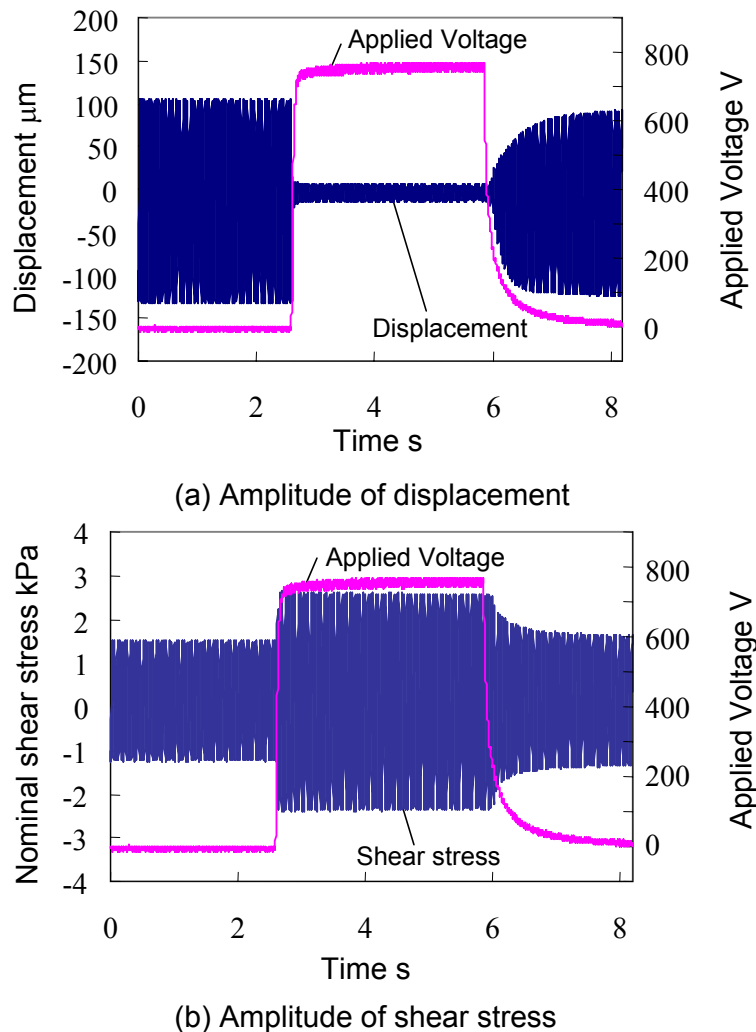 Applied Voltage
Displacement
Displacement μm
200
150
100
50
0
-50
-100
-150
-200
Applied Voltage V
800
600
400
200
0
0 2 4 6 8
Time s
(a) Amplitude of displacement
Applied Voltage
Shear stress
Nominal shear stress kPa
4
3
2
1
0
-1
-2
-3
-4
Applied Voltage V
800
600
400
200
0
0 2 4 6 8
Time s
(b) Amplitude of shear stress